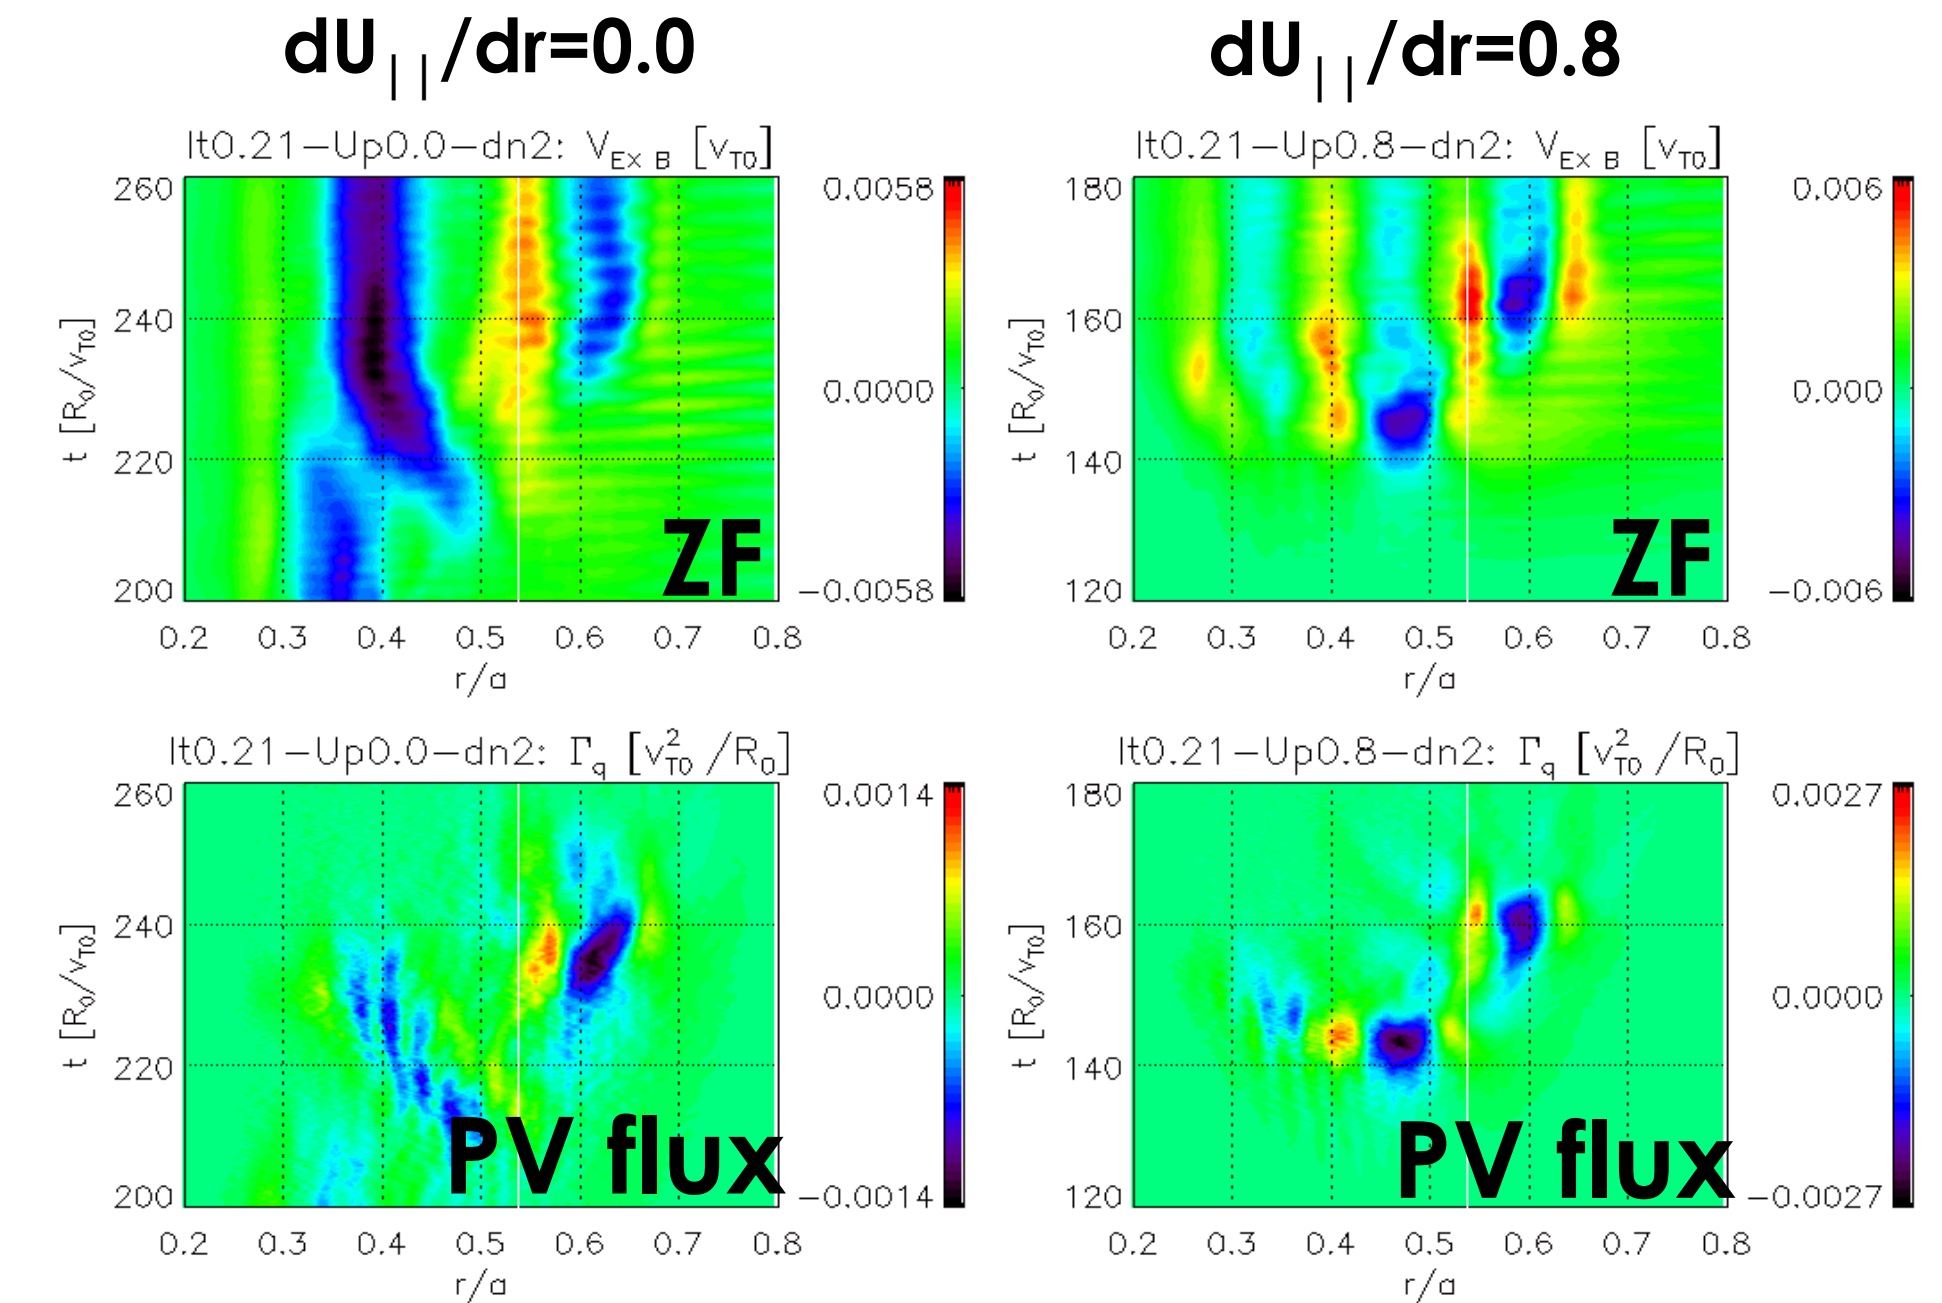 dU||/dr=0.0
dU||/dr=0.8
It0.21-Up0.0-dn2: VEx B [vT0]
It0.21-Up0.8-dn2: VEx B [vT0]
260
240
220
200
t [R0/vT0]
0.2 0.3 0.4 0.5 0.6 0.7 0.8
r/a
0.0058
0.0000
-0.0058
ZF
180
160
140
120
t [R0/vT0]
0.2 0.3 0.4 0.5 0.6 0.7 0.8
r/a
0.006
0.000
-0.006
ZF
It0.21-Up0.0-dn2: Γq [v²T0 /R0]
It0.21-Up0.8-dn2: Γq [v²T0 /R0]
260
240
220
200
t [R0/vT0]
0.2 0.3 0.4 0.5 0.6 0.7 0.8
r/a
0.0014
0.0000
-0.0014
PV flux
180
160
140
120
t [R0/vT0]
0.2 0.3 0.4 0.5 0.6 0.7 0.8
r/a
0.0027
0.0000
-0.0027
PV flux